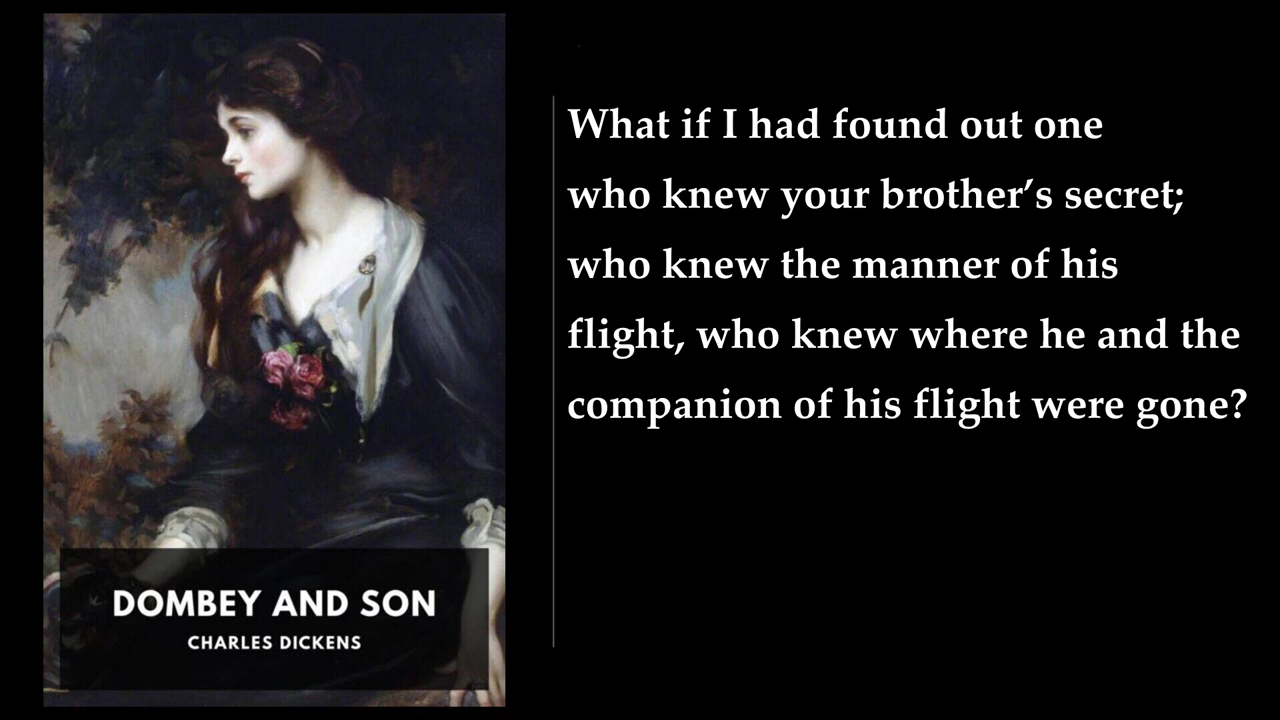 DOMBEY AND SON
CHARLES DICKENS
What if I had found out one
who knew your brother’s secret;
who knew the manner of his
flight, who knew where he and the
companion of his flight were gone?